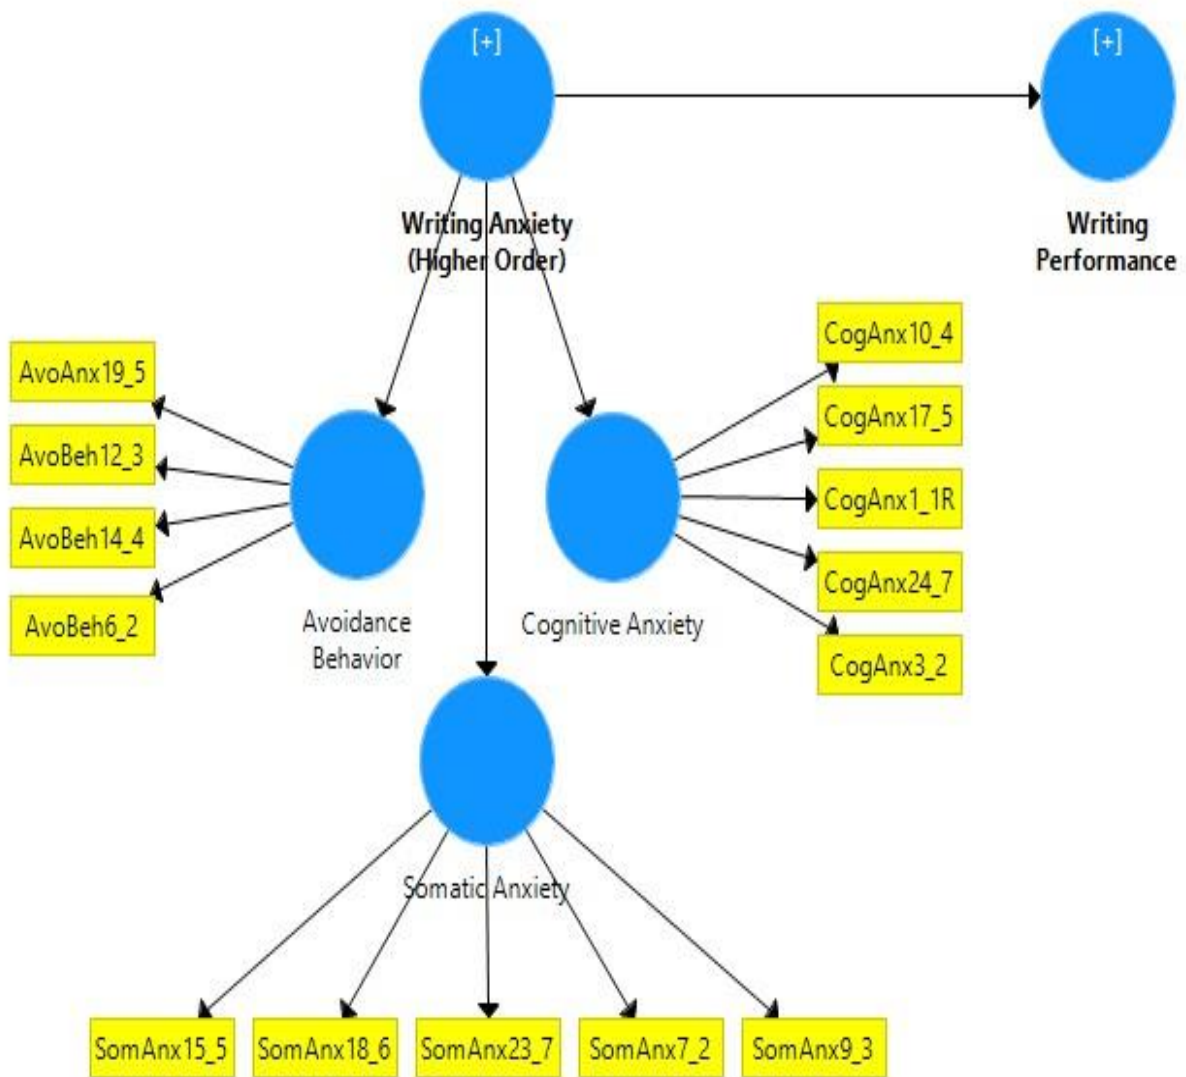 [+]
[+]
Writing Anxiety
(Higher Order)
Writing
Performance
AvoAnx19_5
AvoBeh12_3
AvoBeh14_4
AvoBeh6_2
Avoidance
Behavior
Cognitive Anxiety
CogAnx10_4
CogAnx17_5
CogAnx1_1R
CogAnx24_7
CogAnx3_2
Somatic Anxiety
SomAnx15_5
SomAnx18_6
SomAnx23_7
SomAnx7_2
SomAnx9_3